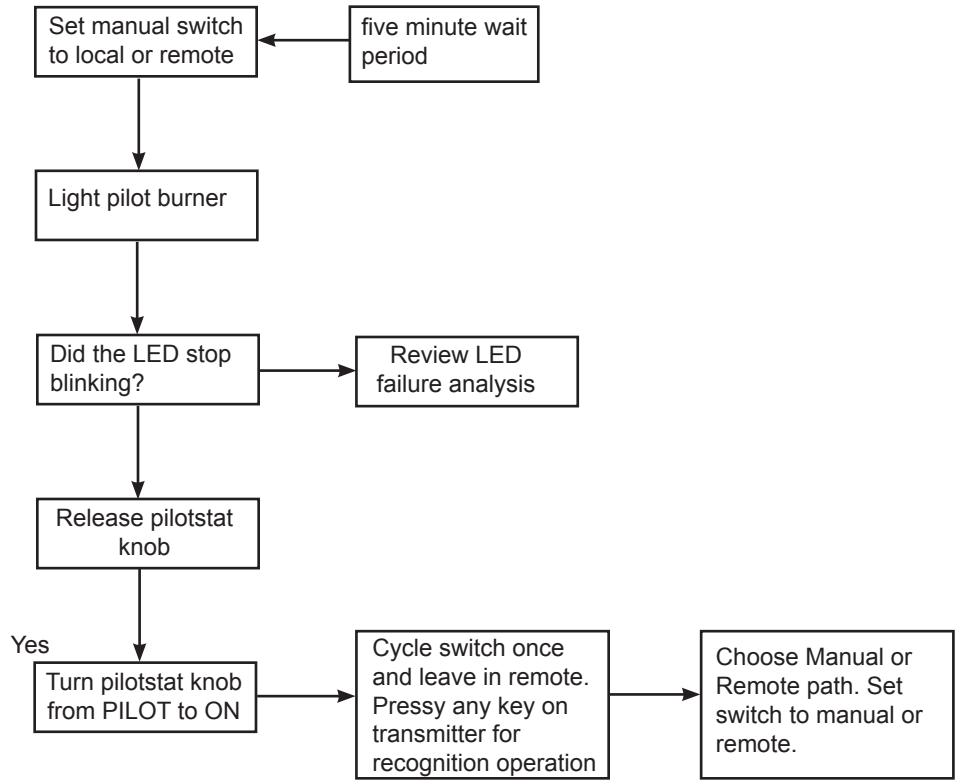 Set manual switch
to local or remote
five minute wait
period
Light pilot burner
Did the LED stop
blinking?
Review LED
failure analysis
Release pilotstat
knob
Yes
Turn pilotstat knob
from PILOT to ON
Cycle switch once
and leave in remote.
Pressy any key on
transmitter for
recognition operation
Choose Manual or
Remote path. Set
switch to manual or
remote.